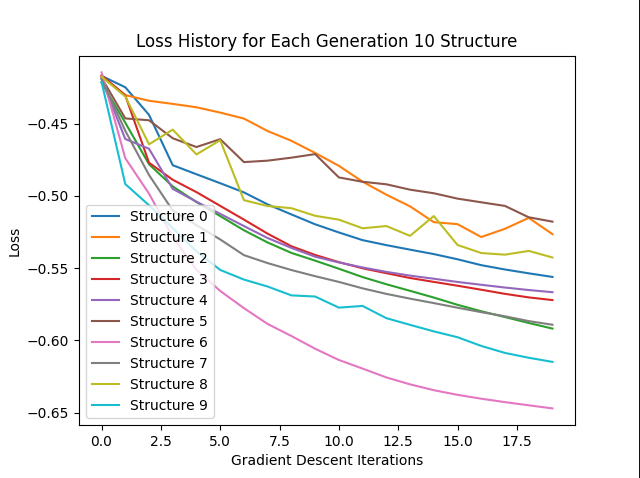 Loss History for Each Generation 10 Structure
Loss
−0.45
−0.50
−0.55
−0.60
−0.65
Structure 0
Structure 1
Structure 2
Structure 3
Structure 4
Structure 5
Structure 6
Structure 7
Structure 8
Structure 9
0.0 2.5 5.0 7.5 10.0 12.5 15.0 17.5
Gradient Descent Iterations